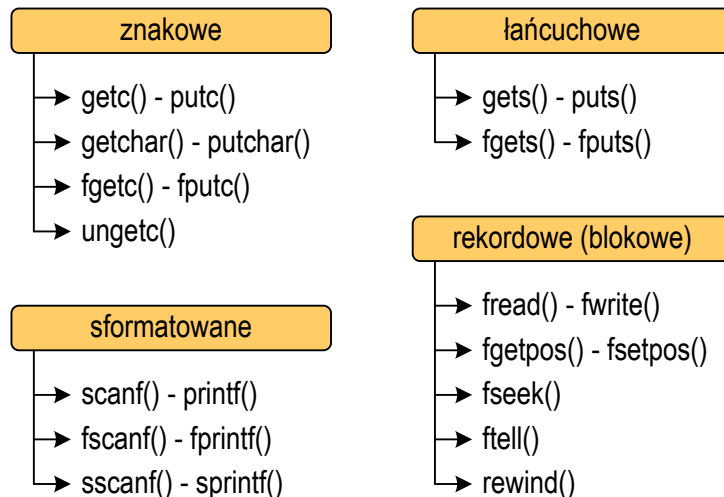 znakowe
getc() - putc()
getchar() - putchar()
fgetc() - fputc()
ungetc()
sformatowane
scanf() - printf()
fscanf() - fprintf()
sscanf() - sprintf()
łańcuchowe
gets() - puts()
fgets() - fputs()
rekordowe (blokowe)
fread() - fwrite()
fgetpos() - fsetpos()
fseek()
ftell()
rewind()